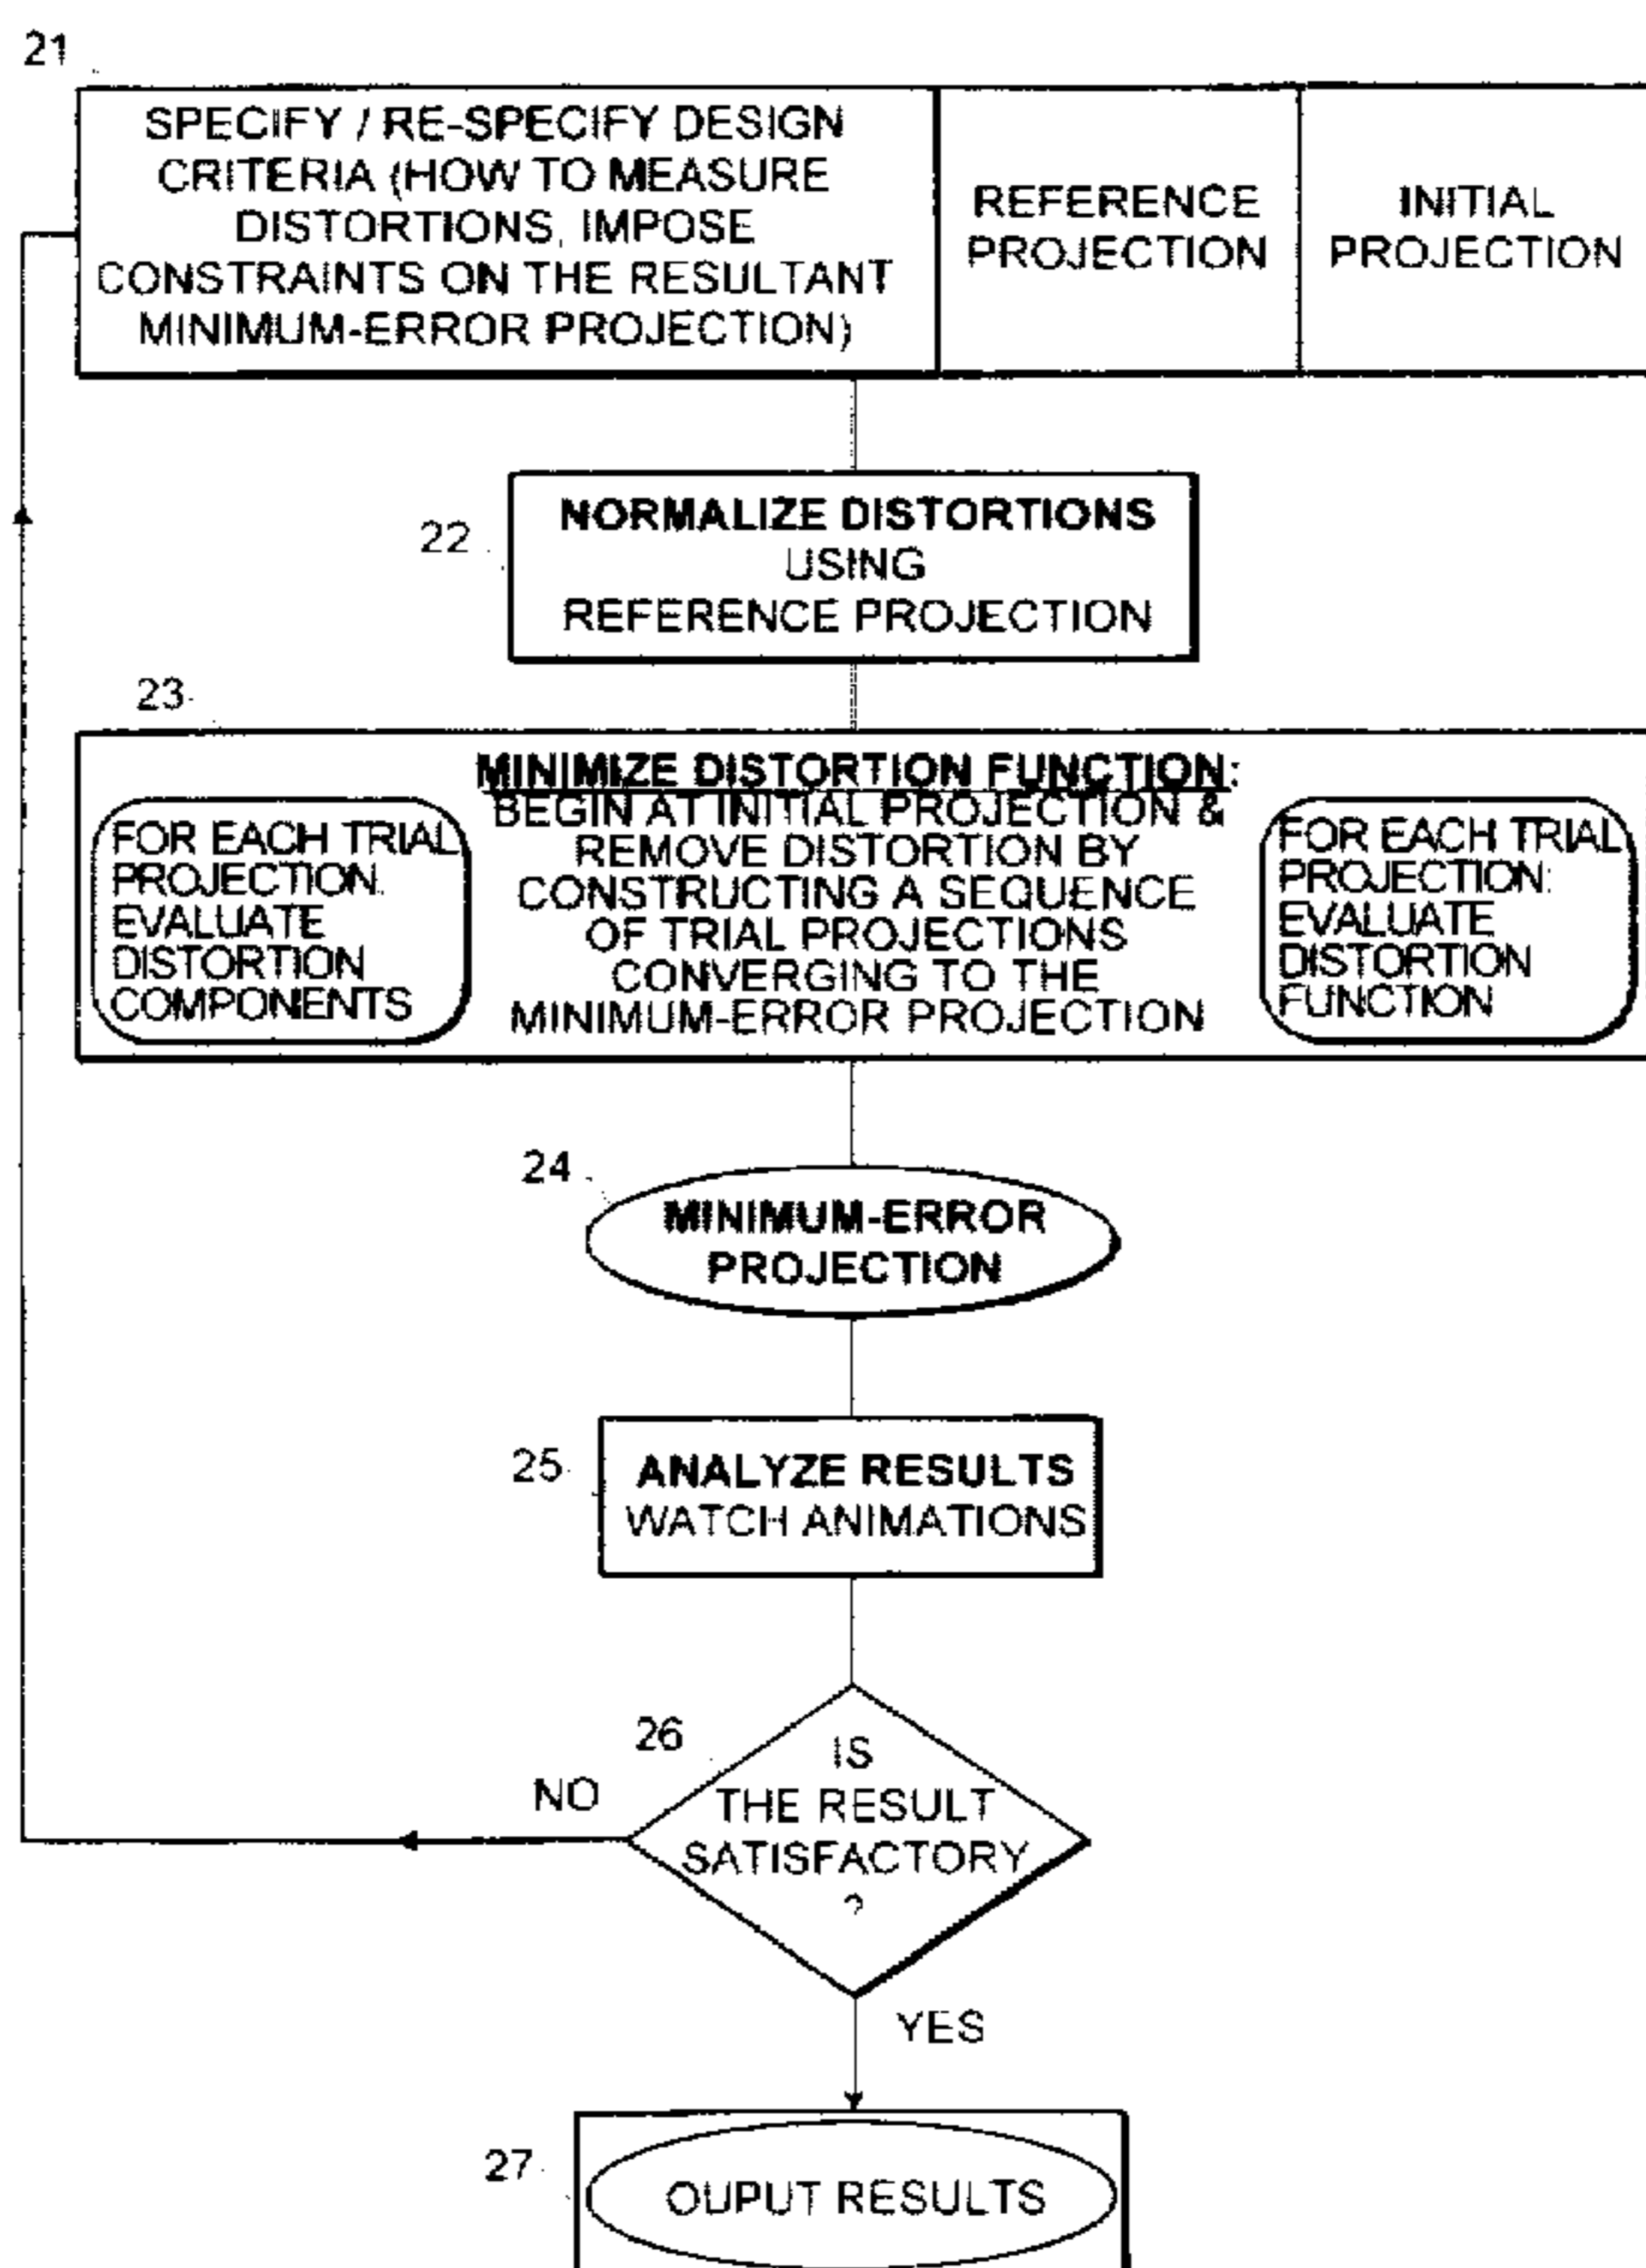 21
SPECIFY / RE-SPECIFY DESIGN
CRITERIA (HOW TO MEASURE
DISTORTIONS, IMPOSE
CONSTRAINTS ON THE RESULTANT
MINIMUM-ERROR PROJECTION)
REFERENCE
PROJECTION
INITIAL
PROJECTION
22
NORMALIZE DISTORTIONS
USING
REFERENCE PROJECTION
23
MINIMIZE DISTORTION FUNCTION:
BEGIN AT INITIAL PROJECTION &
REMOVE DISTORTION BY
CONSTRUCTING A SEQUENCE
OF TRIAL PROJECTIONS
CONVERGING TO THE
MINIMUM-ERROR PROJECTION
FOR EACH TRIAL
PROJECTION:
EVALUATE
DISTORTION
COMPONENTS
FOR EACH TRIAL
PROJECTION:
EVALUATE
DISTORTION
FUNCTION
24
MINIMUM-ERROR
PROJECTION
25
ANALYZE RESULTS
WATCH ANIMATIONS
26
IS
THE RESULT
SATISFACTORY
?
NO
YES
27
OUPUT RESULTS